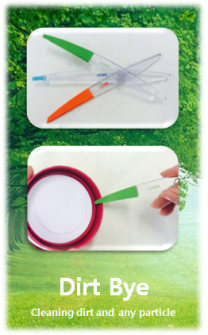 Dirt Bye
Cleaning dirt and any particle